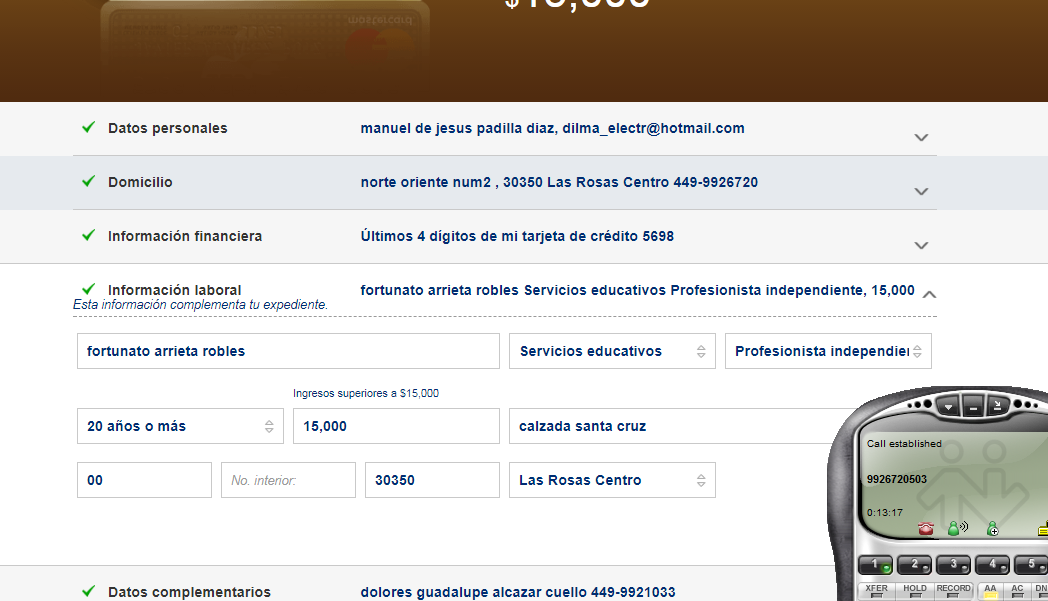 mastercard
Datos personales manuel de jesus padilla diaz, dilma_electr@hotmail.com
Domicilio norte oriente num2 , 30350 Las Rosas Centro 449-9926720
Información financiera Últimos 4 dígitos de mi tarjeta de crédito 5698
Información laboral fortunato arrieta robles Servicios educativos Profesionista independiente, 15,000
Esta información complementa tu expediente.
fortunato arrieta robles Servicios educativos Profesionista independie
Ingresos superiores a $15,000
20 años o más 15,000 calzada santa cruz
00 No. interior: 30350 Las Rosas Centro
Call established
9926720503
0:13:17
1 2 3 4 5
XFER HOLD RECORD AA AC DN
Datos complementarios dolores guadalupe alcazar cuello 449-9921033